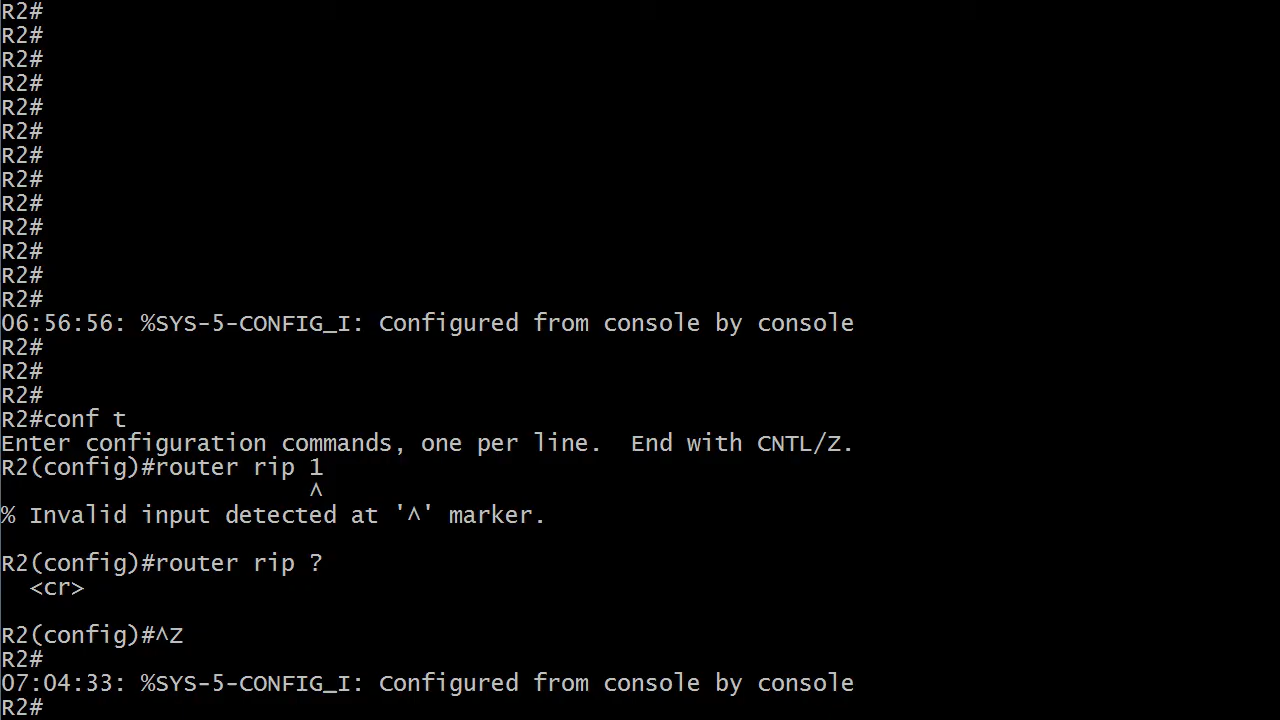 R2#
R2#
R2#
R2#
R2#
R2#
R2#
R2#
R2#
R2#
R2#
R2#
R2#
06:56:56: %SYS-5-CONFIG_I: Configured from console by console
R2#
R2#
R2#
R2#conf t
Enter configuration commands, one per line.  End with CNTL/Z.
R2(config)#router rip 1
                      ^
% Invalid input detected at '^' marker.

R2(config)#router rip ?
  <cr>

R2(config)#^Z
R2#
07:04:33: %SYS-5-CONFIG_I: Configured from console by console
R2#